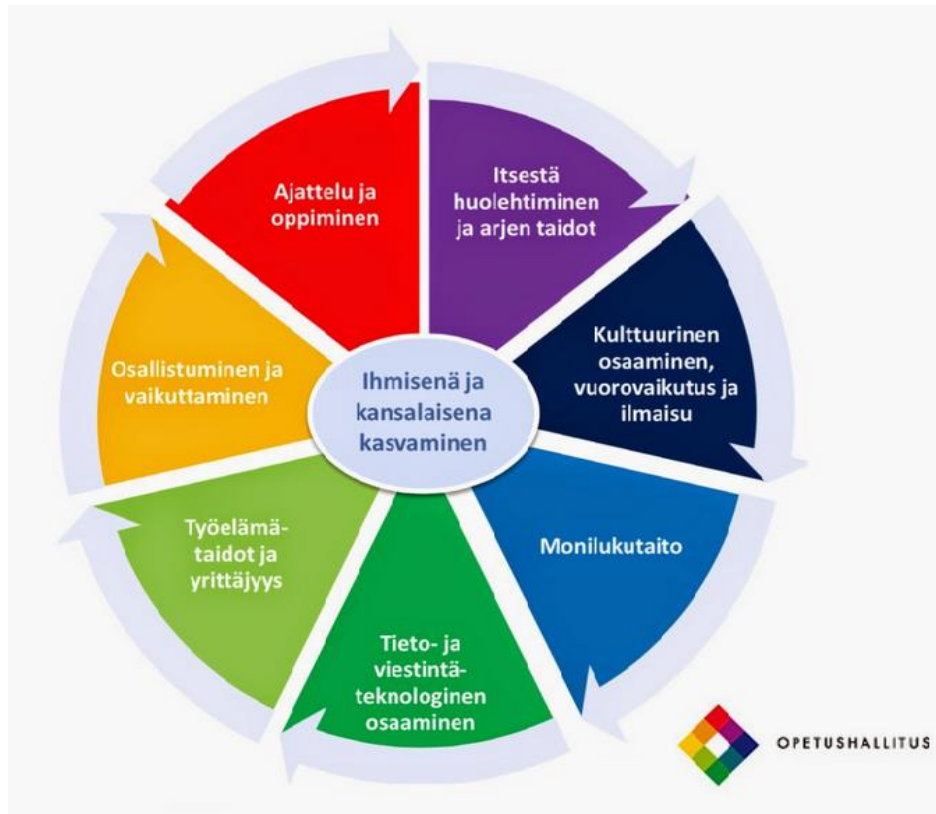 Ajattelu ja
oppiminen
Itsestä
huolehtiminen
ja arjen taidot
Kulttuurinen
osaaminen,
vuorovaikutus ja
ilmaisu
Monilukutaito
Tieto- ja
viestintä-
teknologinen
osaaminen
Työelämä-
taidot ja
yrittäjyys
Osallistuminen ja
vaikuttaminen
Ihmisenä ja
kansalaisena
kasvaminen
OPETUSHALLITUS